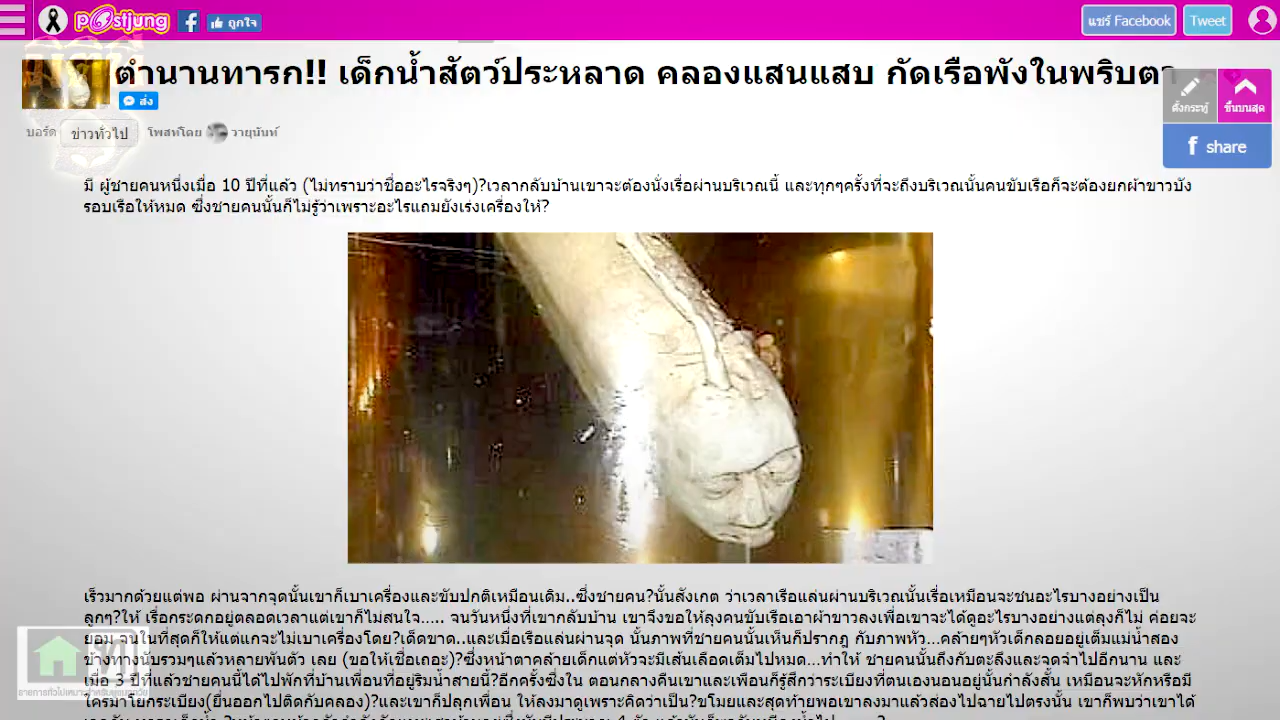 postjung
ถูกใจ
แชร์ Facebook
Tweet
ตำนานทารก!! เด็กน้ำสัตว์ประหลาด คลองแสนแสบ กัดเรือพังในพริบตา
ส่ง
ตั้งกระทู้
ขึ้นบนสุด
บอร์ด ข่าวทั่วไป โพสท์โดย วายุนันท์
share
มี ผู้ชายคนหนึ่งเมื่อ 10 ปีที่แล้ว (ไม่ทราบว่าชื่ออะไรจริงๆ)?เวลากลับบ้านเขาจะต้องนั่งเรื่อผ่านบริเวณนี้ และทุกๆครั้งที่จะถึงบริเวณนั้นคนขับเรือก็จะต้องยกผ้าขาวบัง
รอบเรือให้หมด ซึ่งชายคนนั้นก็ไม่รู้ว่าเพราะอะไรแถมยังเร่งเครื่องให้?
เร็วมากด้วยแต่พอ ผ่านจากจุดนั้นเขาก็เบาเครื่องและขับปกติเหมือนเดิม..ซึ่งชายคน?นั้นสังเกต ว่าเวลาเรือแล่นผ่านบริเวณนั้นเรื่อเหมือนจะชนอะไรบางอย่างเป็น
ลูกๆ?ให้ เรื่อกระดกอยู่ตลอดเวลาแต่เขาก็ไม่สนใจ..... จนวันหนึ่งที่เขากลับบ้าน เขาจึงขอให้ลุงคนขับเรือเอาผ้าขาวลงเพื่อเขาจะได้ดูอะไรบางอย่างแต่ลุงก็ไม่ ค่อยจะ
ยอม จนในที่สุดก็ให้แต่แกจะไม่เบาเครื่องโดย?เด็ดขาด..และเมื่อเรือแล่นผ่านจุด นั้นภาพที่ชายคนนั้นเห็นก็ปรากฎ กับภาพหัว...คล้ายๆหัวเด็กลอยอยู่เต็มแม่น้ำสอง
ข้างทางนับรวมๆแล้วหลายพันตัว เลย (ขอให้เชื่อเถอะ)?ซึ่งหน้าตาคล้ายเด็กแต่หัวจะมีเส้นเลือดเต็มไปหมด...ทำให้ ชายคนนั้นถึงกับตะลึงและจดจำไปอีกนาน และ
เมื่อ 3 ปีที่แล้วชายคนนี้ได้ไปพักที่บ้านเพื่อนที่อยู่ริมน้ำสายนี้?อีกครั้งซึ่งใน ตอนกลางคืนเขาและเพื่อนก็รู้สึกว่าระเบียงที่ตนเองนอนอยู่นั้นกำลังสั้น เหมือนจะหักหรือมี
ใครมาโยกระเบียง(ยื่นออกไปติดกับคลอง)?และเขาก็ปลุกเพื่อน ให้ลงมาดูเพราะคิดว่าเป็น?ขโมยและสุดท้ายพอเขาลงมาแล้วส่องไปฉายไปตรงนั้น เขาก็พบว่าเขาได้